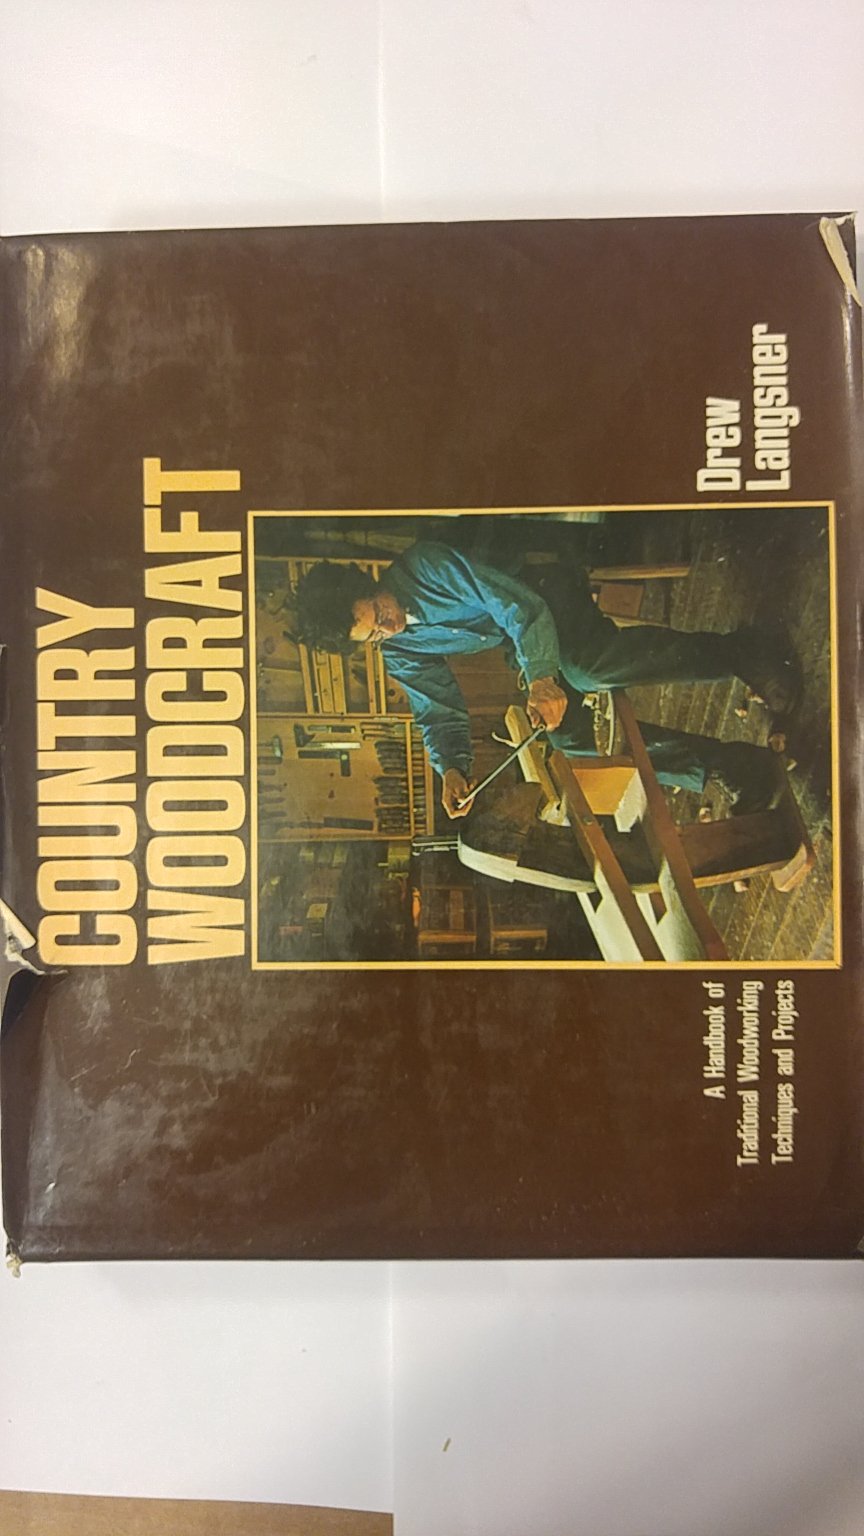 COUNTRY
WOODCRAFT
A Handbook of
Traditional Woodworking
Techniques and Projects
Drew
Langsner